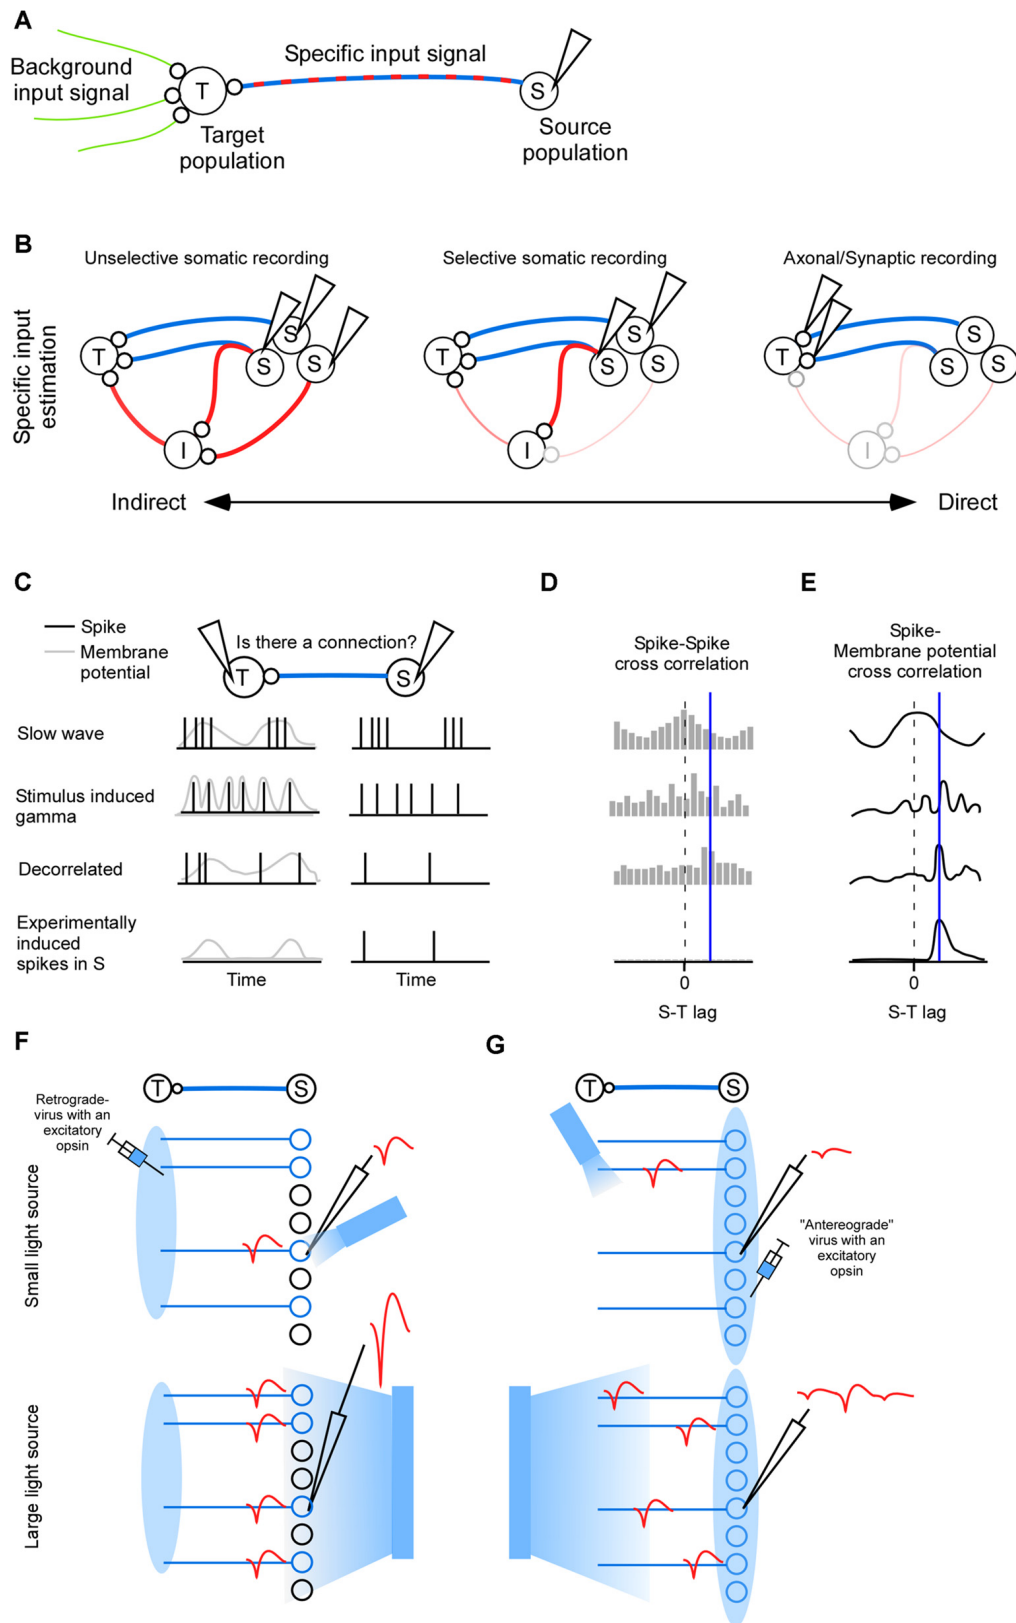 A
Background
input signal
Specific input signal
T
S
Target
population
Source
population
B
Unselective somatic recording
Selective somatic recording
Axonal/Synaptic recording
Specific input
estimation
T
S
S
S
I
T
S
S
S
I
T
S
S
S
I
Indirect
Direct
C
Spike
Membrane
potential
Is there a connection?
T
S
Slow wave
Stimulus induced
gamma
Decorrelated
Experimentally
induced
spikes in S
Time
Time
D
Spike-Spike
cross correlation
0
S-T lag
E
Spike-
Membrane potential
cross correlation
0
S-T lag
F
T
S
Retrograde-
virus with an
excitatory
opsin
Small light source
Large light source
G
T
S
"Antereograde"
virus with an
excitatory
opsin